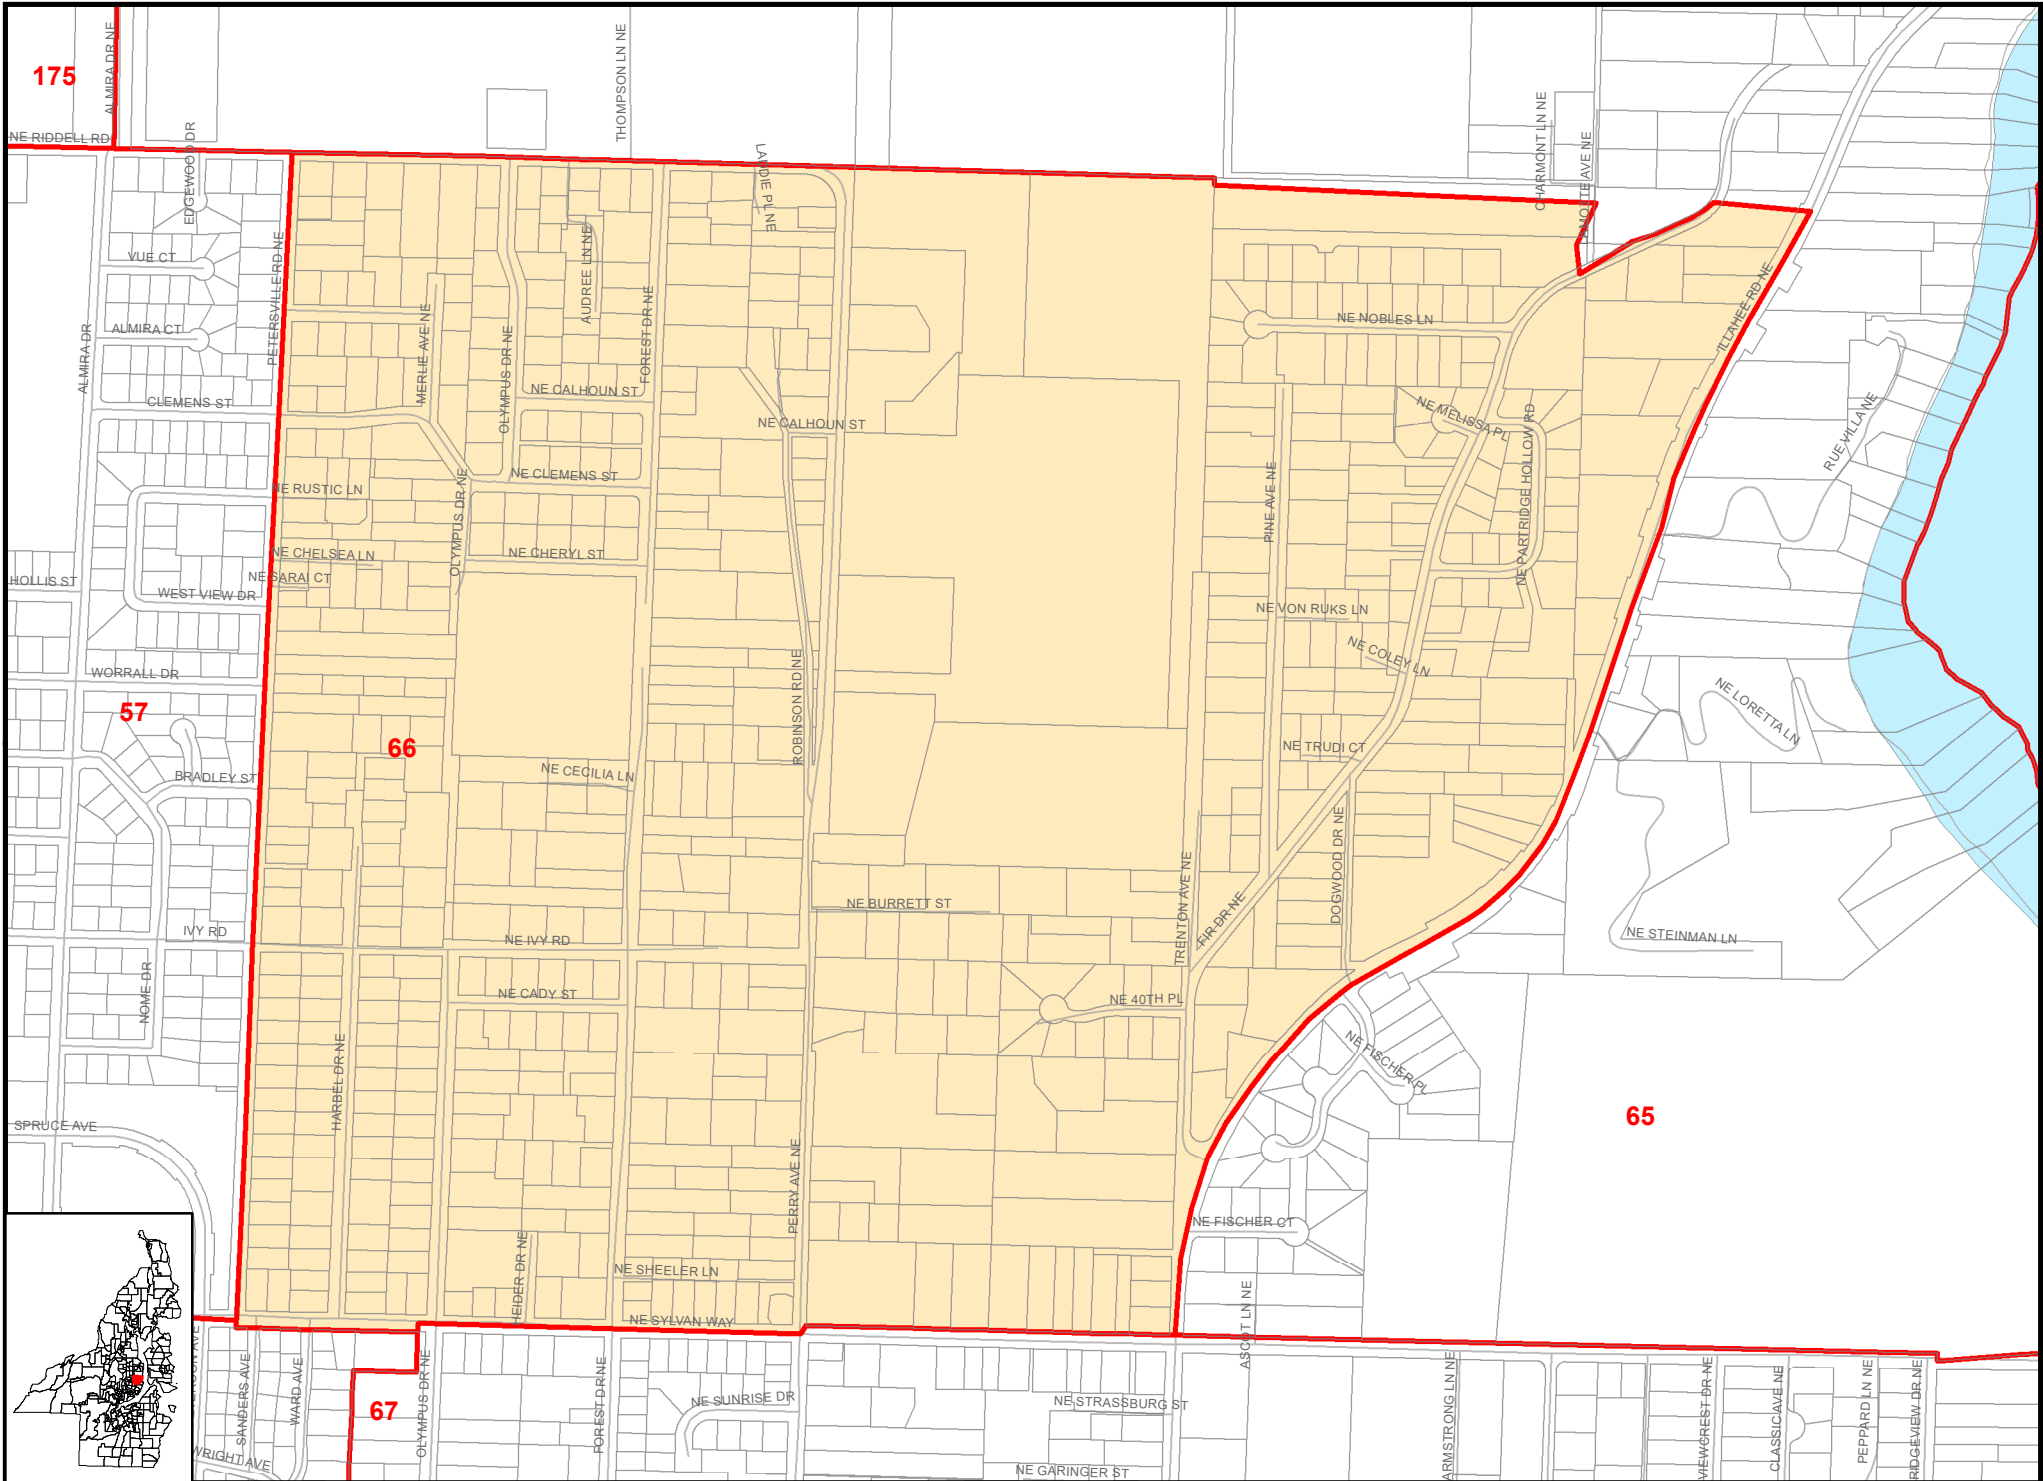 175
ALMIRA DR NE
NE RIDDELL RD
EDGEWOOD DR
THOMPSON LN NE
LADDIE PL NE
CHARMONT LN NE
PETERSVILLE RD NE
VUE CT
ALMIRA CT
ALMIRA DR
CLEMENS ST
MERLIE AVE NE
OLYMPUS DR NE
AUDREE LN NE
FOREST DR NE
NE CALHOUN ST
NE CALHOUN ST
NE NOBLES LN
ILLAHEE RD NE
NE MELISSA PL
NE PARTRIDGE HOLLOW RD
RUE VILLA NE
NE CLEMENS ST
NE RUSTIC LN
OLYMPUS DR NE
NE CHERYL ST
NE CHELSEA LN
NE SARAI CT
HOLLIS ST
WEST VIEW DR
PINE AVE NE
NE VON RUKS LN
NE COLEY LN
WORRALL DR
57
66
ROBINSON RD NE
NE LORETTA LN
NE TRUDI CT
BRADLEY ST
NE CECILIA LN
DOGWOOD DR NE
TRENTON AVE NE
FIR DR NE
NE BURRETT ST
IVY RD
NE IVY RD
NE STEINMAN LN
NOME DR
NE CADY ST
NE 40TH PL
NE FISCHER PL
HARBEL DR NE
SPRUCE AVE
65
PERRY AVE NE
NE FISCHER CT
HEIDER DR NE
NE SHEELER LN
NE SYLVAN WAY
ASCOT LN NE
SANDERS AVE
WARD AVE
OLYMPUS DR NE
67
FOREST DR NE
NE SUNRISE DR
NE STRASSBURG ST
ARMSTRONG LN NE
VIEWCREST DR NE
CLASSIC AVE NE
PEPPARD LN NE
RIDGEVIEW DR NE
WRIGHT AVE
NE GARINGER ST